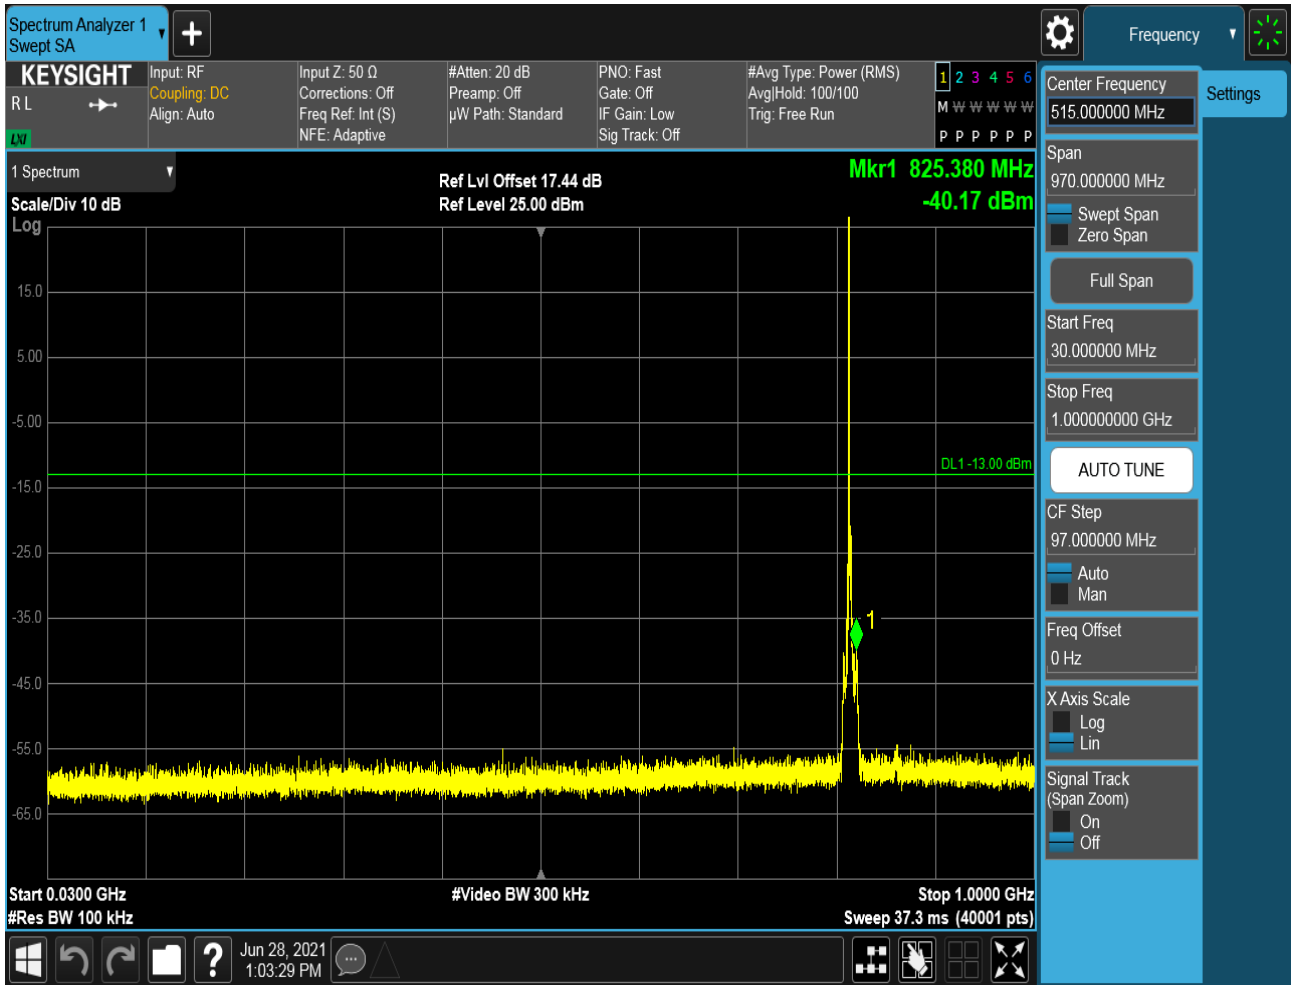 Spectrum Analyzer 1
Swept SA
Frequency
KEYSIGHT
R L
LXI
Input: RF
Coupling: DC
Align: Auto
Input Z: 50 Ω
Corrections: Off
Freq Ref: Int (S)
NFE: Adaptive
#Atten: 20 dB
Preamp: Off
µW Path: Standard
PNO: Fast
Gate: Off
IF Gain: Low
Sig Track: Off
#Avg Type: Power (RMS)
Avg|Hold: 100/100
Trig: Free Run
1 2 3 4 5 6
M W W W W W
P P P P P P
1 Spectrum
Scale/Div 10 dB
Log
Ref Lvl Offset 17.44 dB
Ref Level 25.00 dBm
Mkr1 825.380 MHz
-40.17 dBm
15.0
5.00
-5.00
-15.0
-25.0
-35.0
-45.0
-55.0
-65.0
DL1 -13.00 dBm
1
Start 0.0300 GHz
#Res BW 100 kHz
#Video BW 300 kHz
Stop 1.0000 GHz
Sweep 37.3 ms (40001 pts)
Jun 28, 2021
1:03:29 PM
?
Center Frequency
515.000000 MHz
Settings
Span
970.000000 MHz
Swept Span
Zero Span
Full Span
Start Freq
30.000000 MHz
Stop Freq
1.000000000 GHz
AUTO TUNE
CF Step
97.000000 MHz
Auto
Man
Freq Offset
0 Hz
X Axis Scale
Log
Lin
Signal Track
(Span Zoom)
On
Off